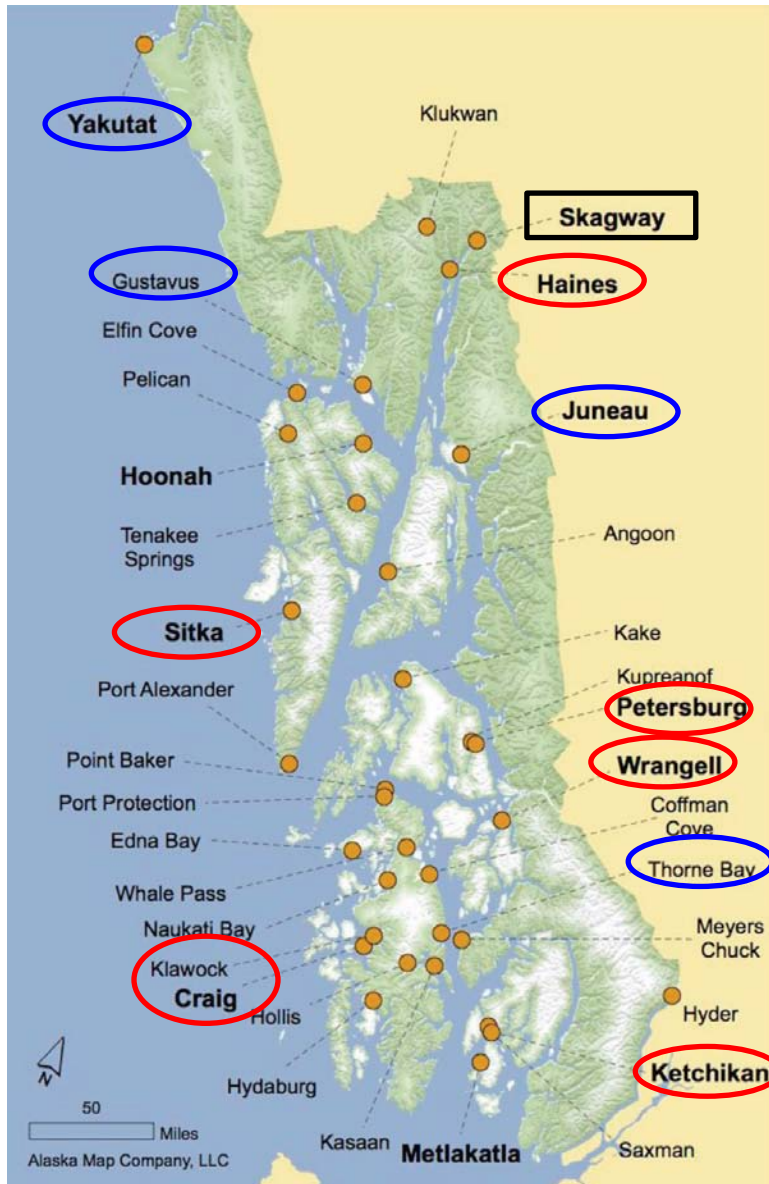 Yakutat
Klukwan
Skagway
Haines
Gustavus
Elfin Cove
Pelican
Juneau
Hoonah
Tenakee
Springs
Angoon
Sitka
Kake
Kupreanof
Petersburg
Port Alexander
Wrangell
Point Baker
Port Protection
Coffman
Cove
Edna Bay
Thorne Bay
Whale Pass
Naukati Bay
Meyers
Chuck
Klawock
Craig
Hollis
Hyder
Hydaburg
Ketchikan
Kasaan
Metlakatla
Saxman
N
50
Miles
Alaska Map Company, LLC